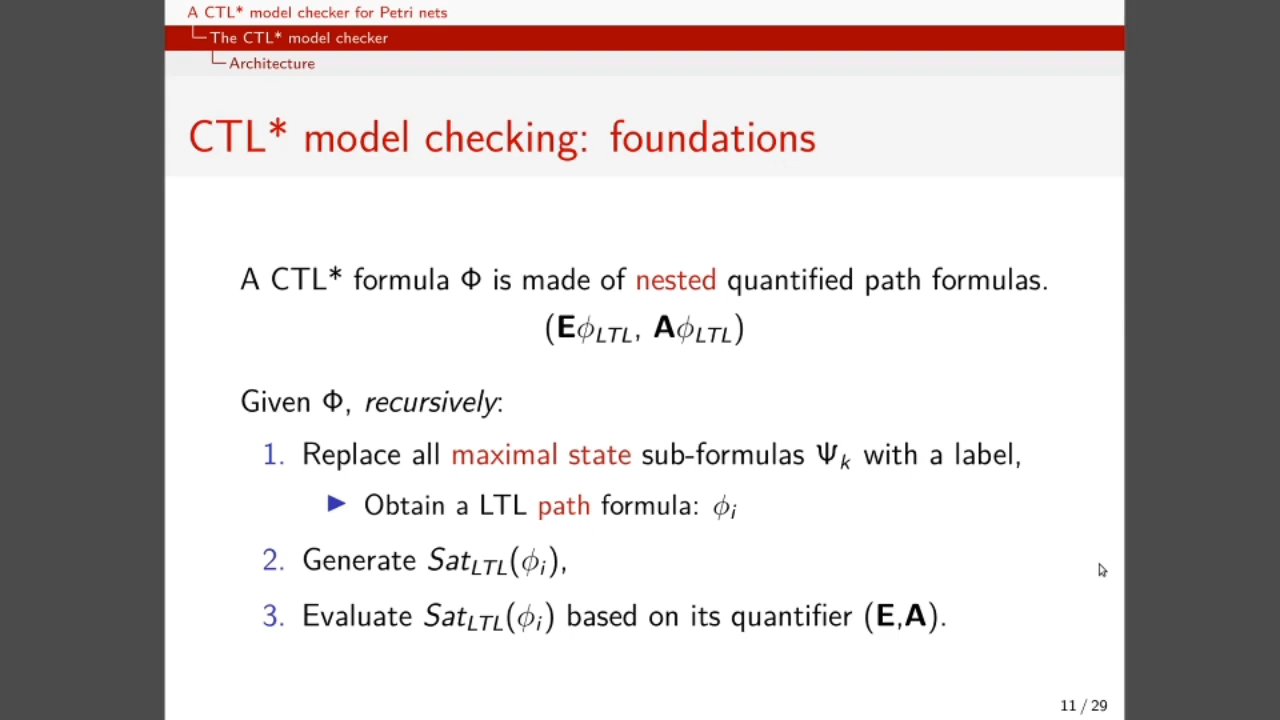 A CTL* model checker for Petri nets
The CTL* model checker
Architecture
CTL* model checking: foundations
A CTL* formula Φ is made of nested quantified path formulas.
(Eϕ_LTL, Aϕ_LTL)
Given Φ, recursively:
1. Replace all maximal state sub-formulas Ψ_k with a label,
▶ Obtain a LTL path formula: ϕ_i
2. Generate Sat_LTL(ϕ_i),
3. Evaluate Sat_LTL(ϕ_i) based on its quantifier (E,A).
11 / 29